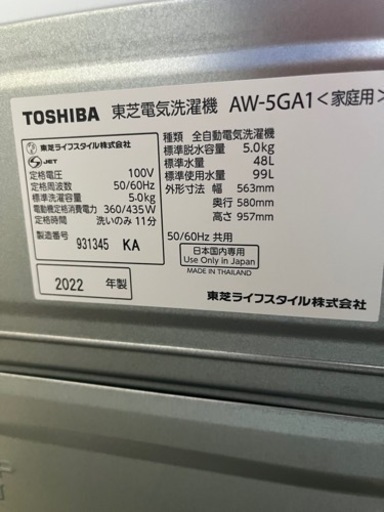 TOSHIBA 東芝電気洗濯機 AW-5GA1<家庭用>
東芝ライフスタイル株式会社
JET
定格電圧 100V
定格周波数 50/60Hz
標準洗濯容量 5.0kg
電動機定格消費電力 360/435W
定格時間 洗いのみ 11分
製造番号 931345 KA
2022 年製
種類 全自動電気洗濯機
標準脱水容量 5.0kg
標準水量 48L
標準使用水量 99L
外形寸法 幅 563mm
奥行 580mm
高さ 957mm
50/60Hz 共用
日本国内専用
Use Only in Japan
MADE IN THAILAND
東芝ライフスタイル株式会社